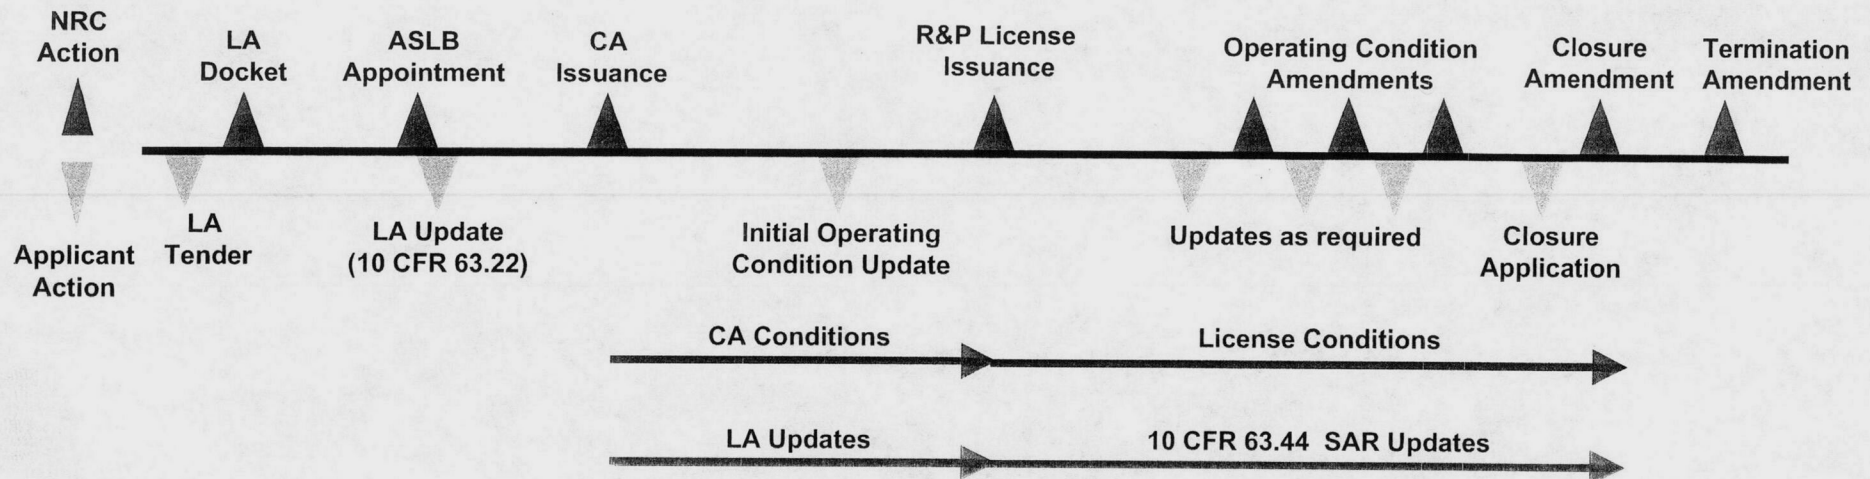 NRC
Action
LA
Docket
ASLB
Appointment
CA
Issuance
R&P License
Issuance
Operating Condition
Amendments
Closure
Amendment
Termination
Amendment
Applicant
Action
LA
Tender
LA Update
(10 CFR 63.22)
Initial Operating
Condition Update
Updates as required
Closure
Application
CA Conditions
License Conditions
LA Updates
10 CFR 63.44 SAR Updates